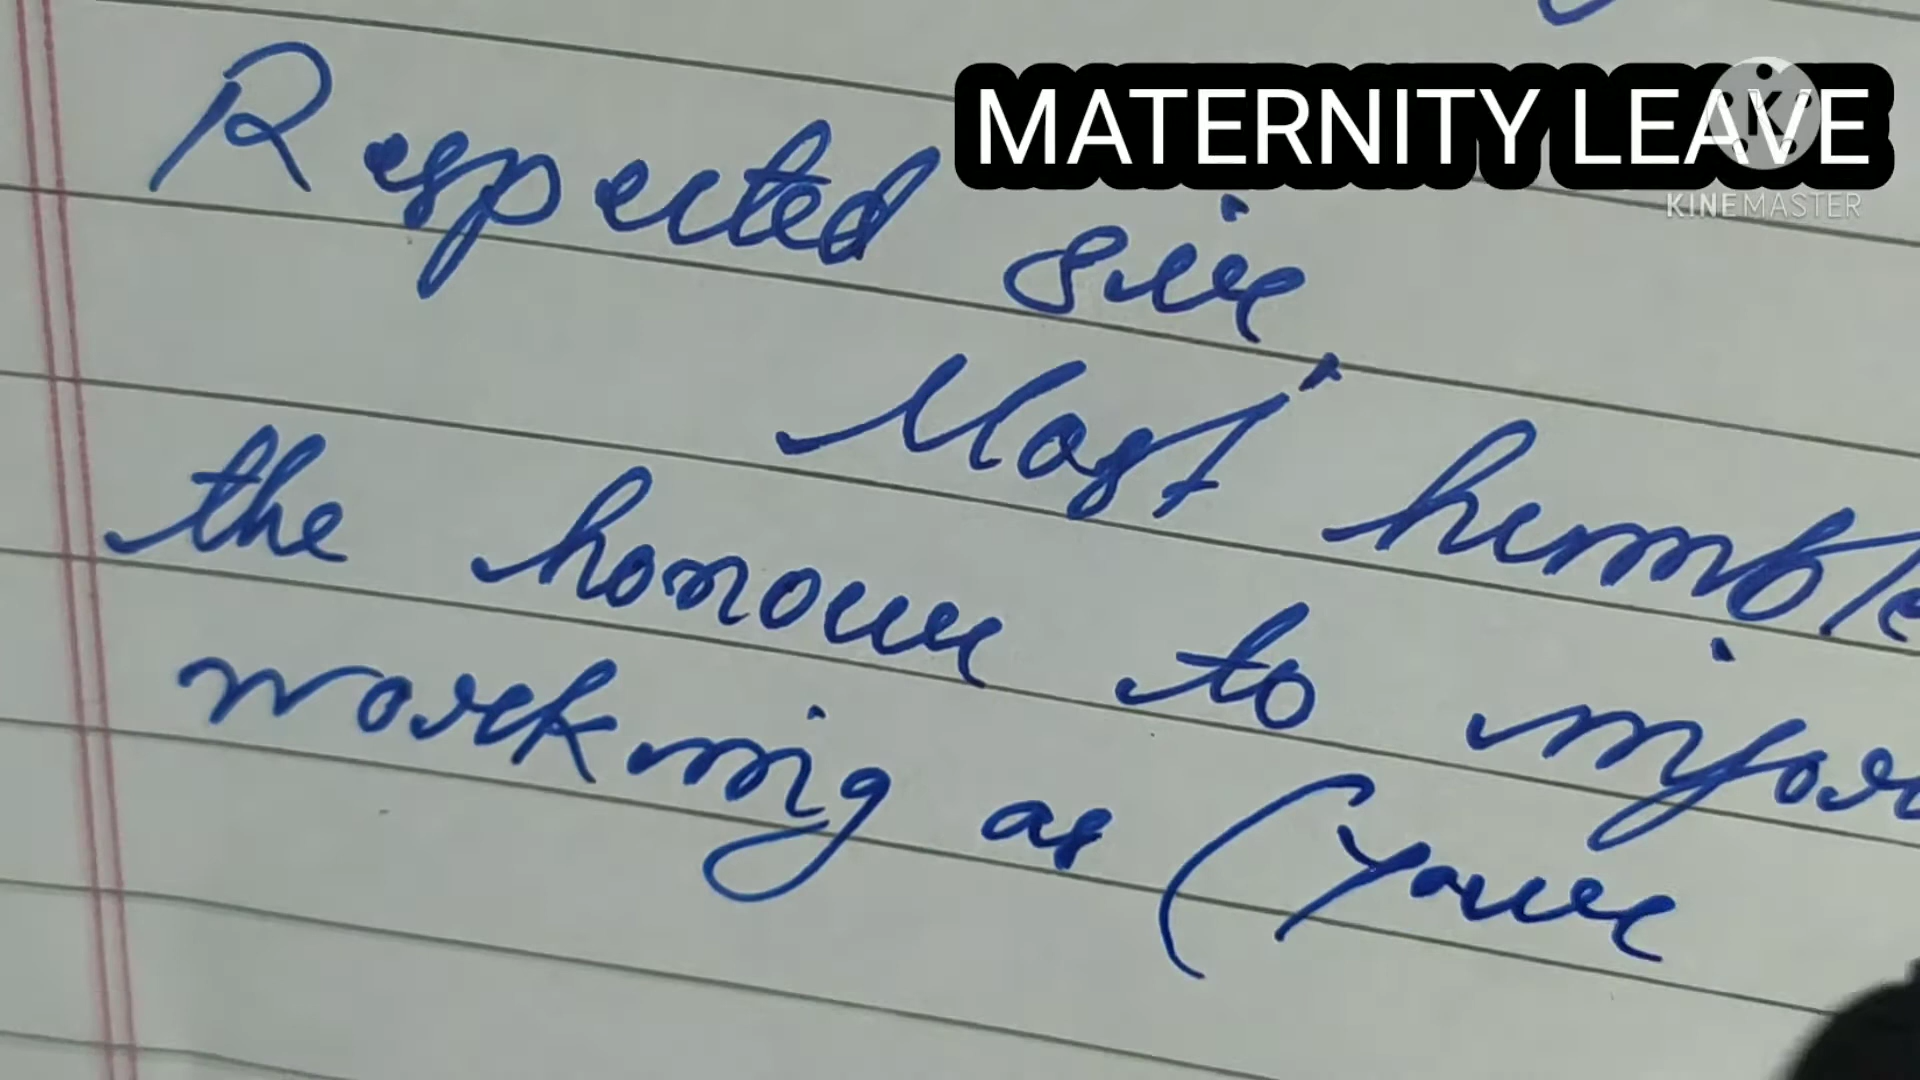 MATERNITY LEAVE
KINEMASTER
Respected sir,
Most humble
the honour to infor
working as (your